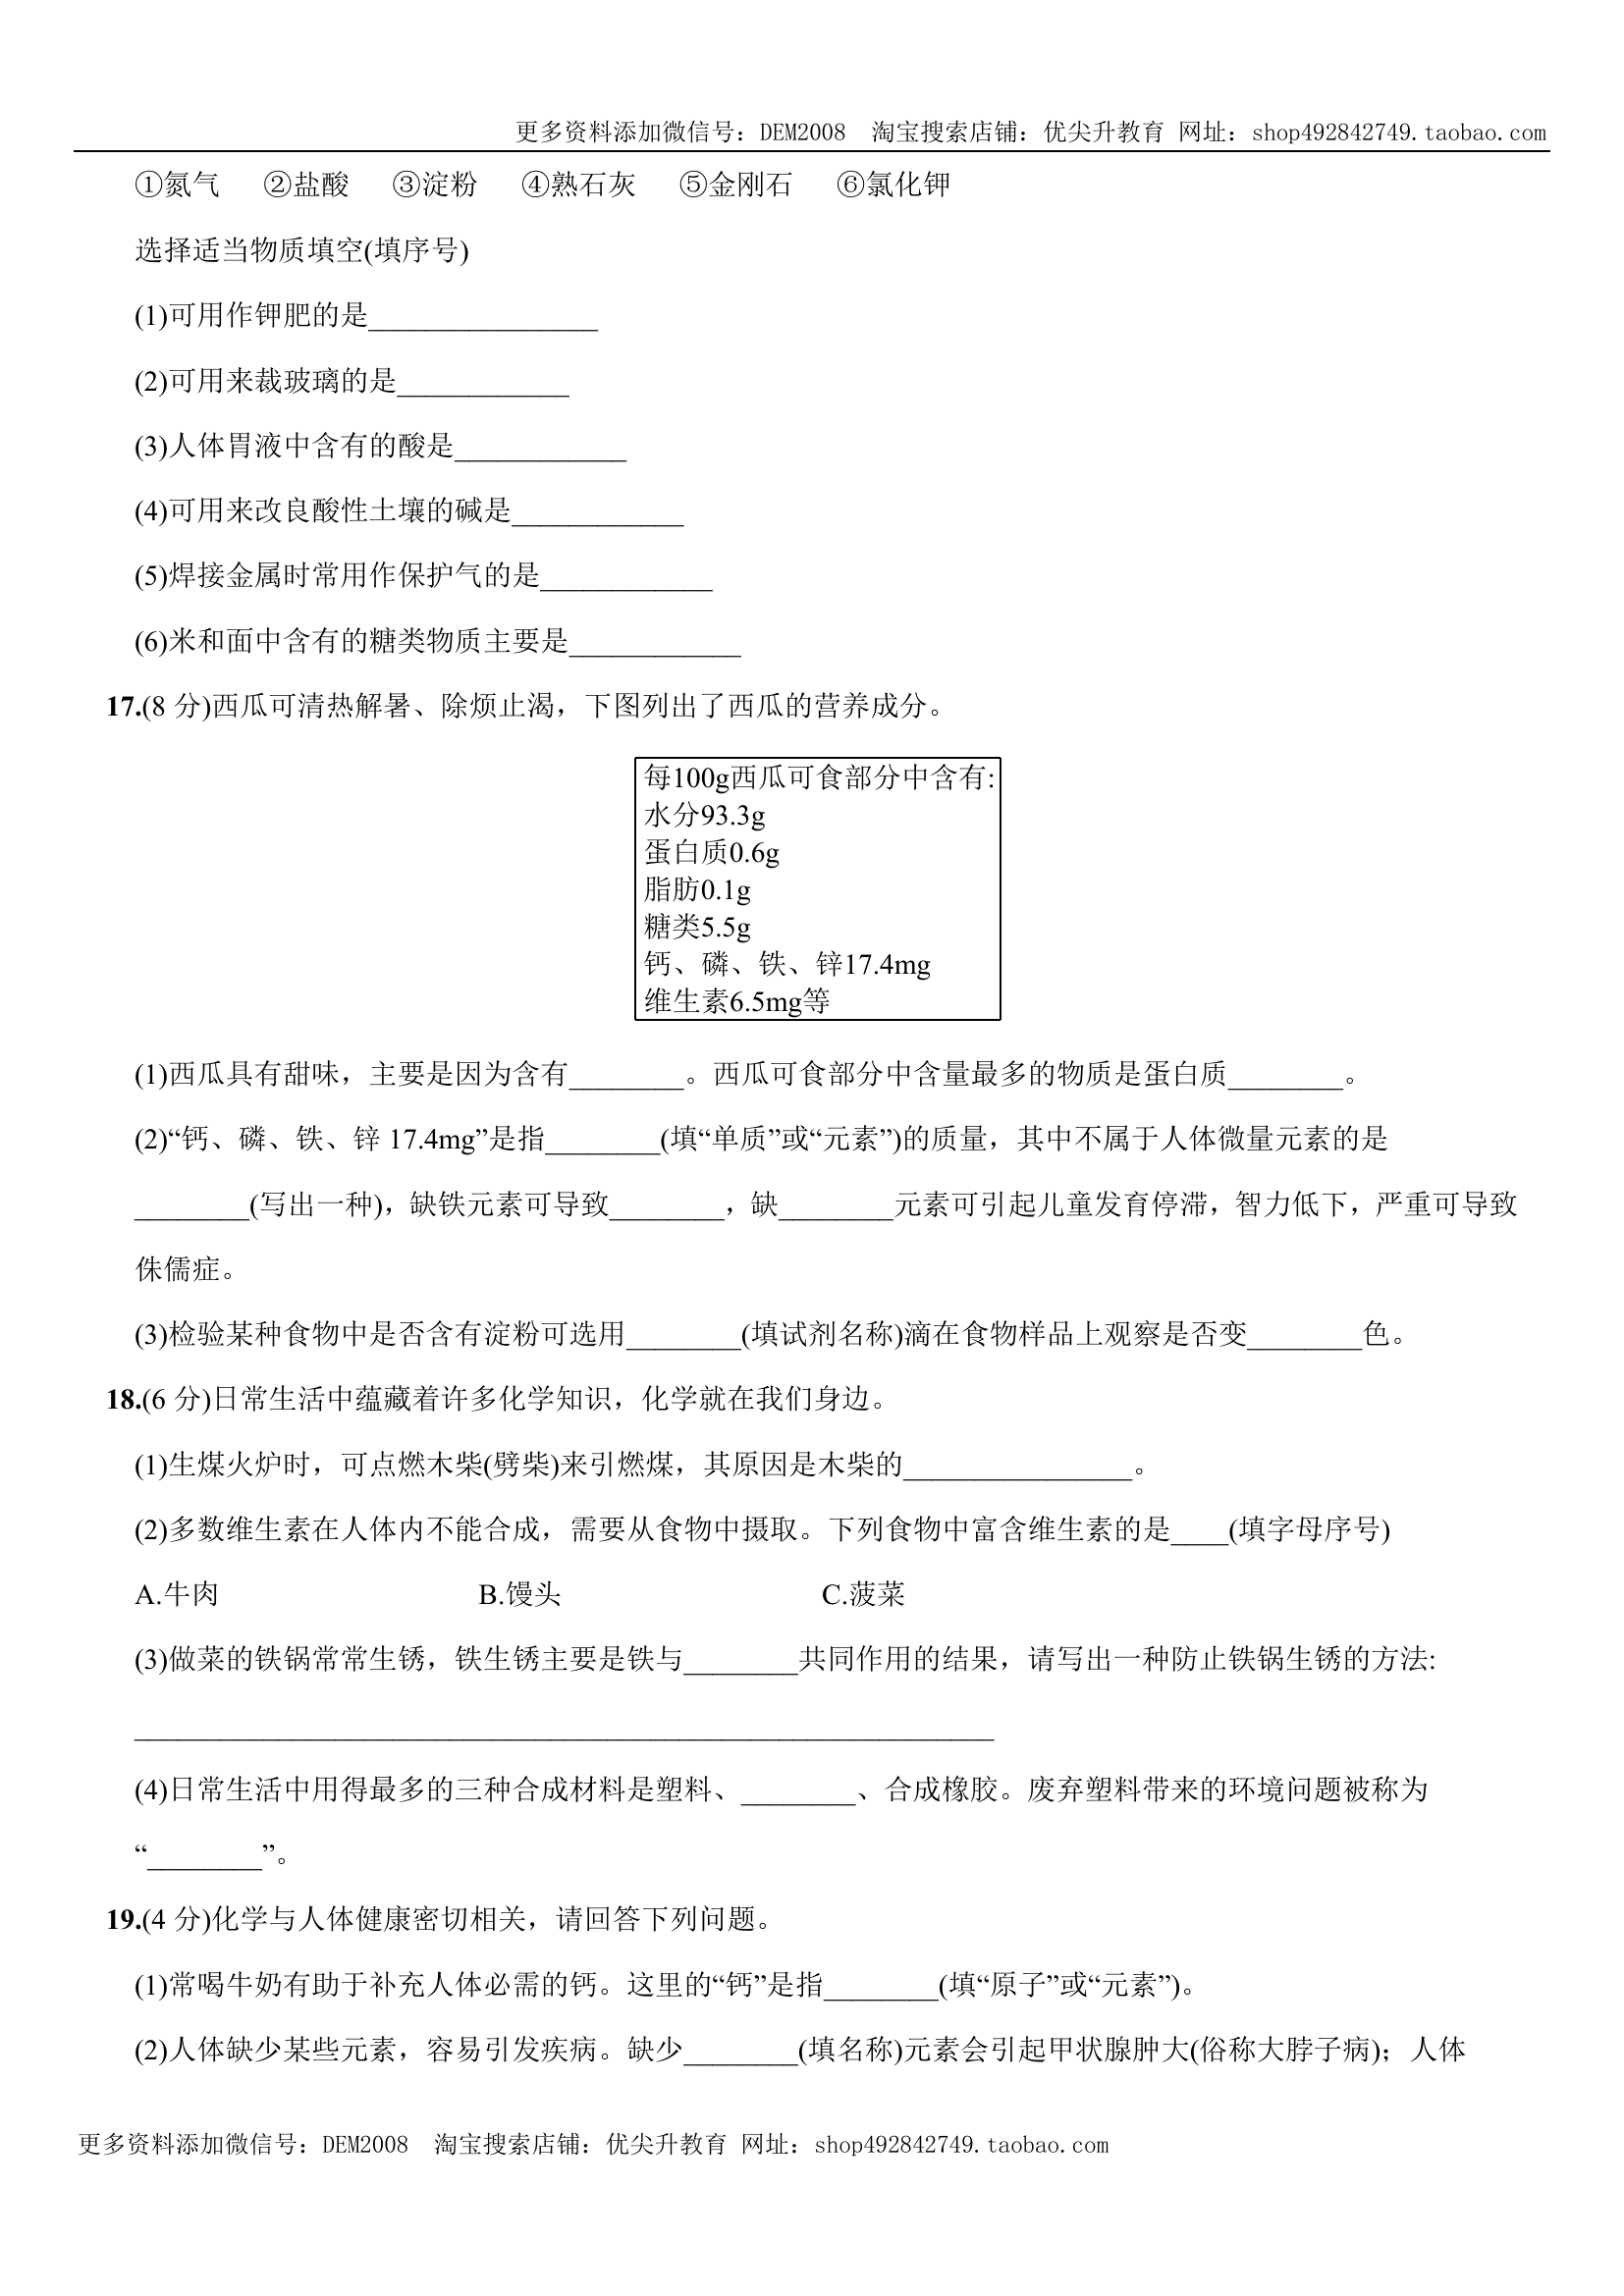 更多资料添加微信号：DEM2008　淘宝搜索店铺：优尖升教育 网址：shop492842749.taobao.com
①氮气　②盐酸　③淀粉　④熟石灰　⑤金刚石　⑥氯化钾
选择适当物质填空(填序号)
(1)可用作钾肥的是________________
(2)可用来裁玻璃的是____________
(3)人体胃液中含有的酸是____________
(4)可用来改良酸性土壤的碱是____________
(5)焊接金属时常用作保护气的是____________
(6)米和面中含有的糖类物质主要是____________
17.(8 分)西瓜可清热解暑、除烦止渴，下图列出了西瓜的营养成分。
每100g西瓜可食部分中含有:
水分93.3g
蛋白质0.6g
脂肪0.1g
糖类5.5g
钙、磷、铁、锌17.4mg
维生素6.5mg等
(1)西瓜具有甜味，主要是因为含有________。西瓜可食部分中含量最多的物质是蛋白质________。
(2)“钙、磷、铁、锌 17.4mg”是指________(填“单质”或“元素”)的质量，其中不属于人体微量元素的是
________(写出一种)，缺铁元素可导致________，缺________元素可引起儿童发育停滞，智力低下，严重可导致
侏儒症。
(3)检验某种食物中是否含有淀粉可选用________(填试剂名称)滴在食物样品上观察是否变________色。
18.(6 分)日常生活中蕴藏着许多化学知识，化学就在我们身边。
(1)生煤火炉时，可点燃木柴(劈柴)来引燃煤，其原因是木柴的________________。
(2)多数维生素在人体内不能合成，需要从食物中摄取。下列食物中富含维生素的是____(填字母序号)
A.牛肉　B.馒头　C.菠菜
(3)做菜的铁锅常常生锈，铁生锈主要是铁与________共同作用的结果，请写出一种防止铁锅生锈的方法:
____________________________________________________________
(4)日常生活中用得最多的三种合成材料是塑料、________、合成橡胶。废弃塑料带来的环境问题被称为
“________”。
19.(4 分)化学与人体健康密切相关，请回答下列问题。
(1)常喝牛奶有助于补充人体必需的钙。这里的“钙”是指________(填“原子”或“元素”)。
(2)人体缺少某些元素，容易引发疾病。缺少________(填名称)元素会引起甲状腺肿大(俗称大脖子病)；人体
更多资料添加微信号：DEM2008　淘宝搜索店铺：优尖升教育 网址：shop492842749.taobao.com